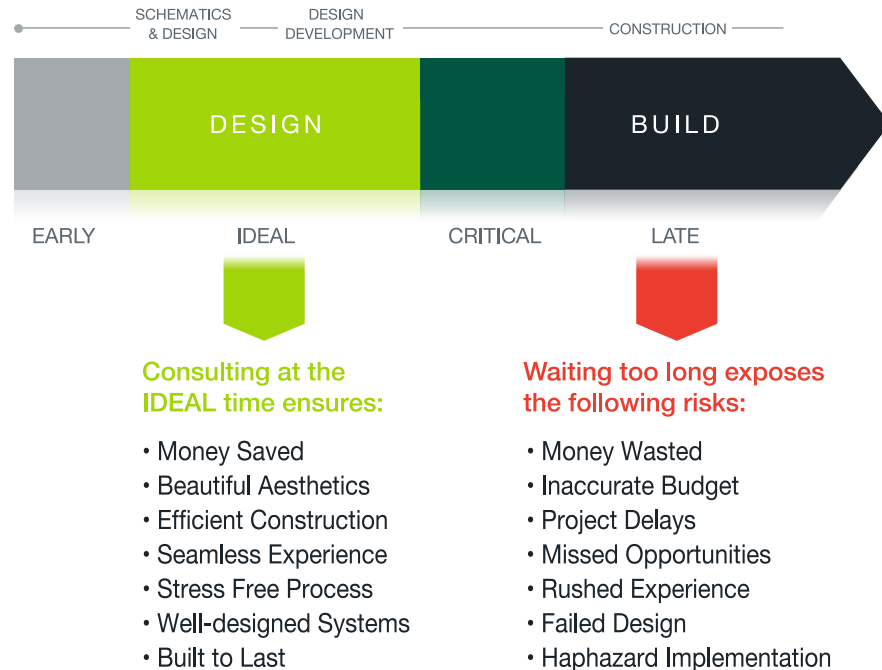 SCHEMATICS
& DESIGN
DESIGN
DEVELOPMENT
CONSTRUCTION
DESIGN
BUILD
EARLY
IDEAL
CRITICAL
LATE
Consulting at the
IDEAL time ensures:
• Money Saved
• Beautiful Aesthetics
• Efficient Construction
• Seamless Experience
• Stress Free Process
• Well-designed Systems
• Built to Last
Waiting too long exposes
the following risks:
• Money Wasted
• Inaccurate Budget
• Project Delays
• Missed Opportunities
• Rushed Experience
• Failed Design
• Haphazard Implementation